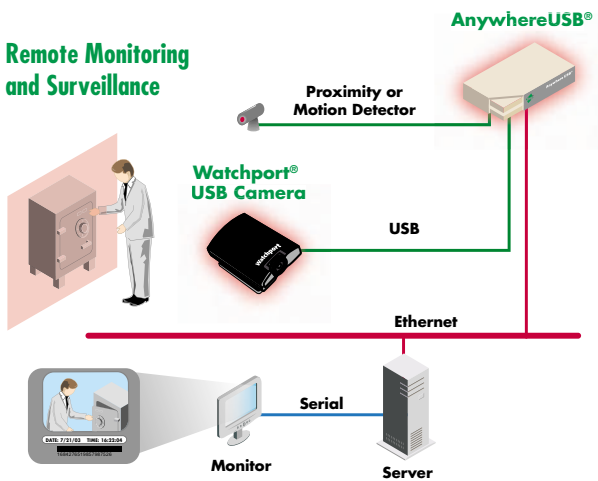 AnywhereUSB®
Remote Monitoring
and Surveillance
Proximity or
Motion Detector
Watchport®
USB Camera
Watchport
USB
Ethernet
Serial
DATE: 7/21/03 TIME: 16:22:04
Monitor
Server